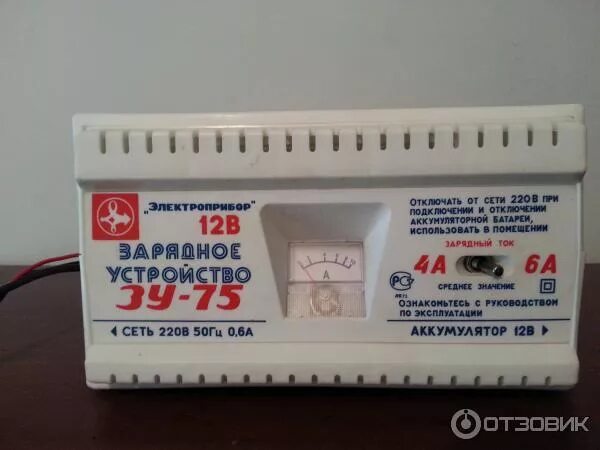 "Электроприбор"
12В
ЗАРЯДНОЕ
УСТРОЙСТВО
ЗУ-75
СЕТЬ 220В 50Гц 0,6А
А
ОТКЛЮЧАТЬ ОТ СЕТИ 220В ПРИ
ПОДКЛЮЧЕНИИ И ОТКЛЮЧЕНИИ
АККУМУЛЯТОРНОЙ БАТАРЕИ,
ИСПОЛЬЗОВАТЬ В ПОМЕЩЕНИИ
ЗАРЯДНЫЙ ТОК
4А 6А
СРЕДНЕЕ ЗНАЧЕНИЕ
ОЗНАКОМЬТЕСЬ С РУКОВОДСТВОМ
ПО ЭКСПЛУАТАЦИИ
АККУМУЛЯТОР 12В
ОТЗОВИК